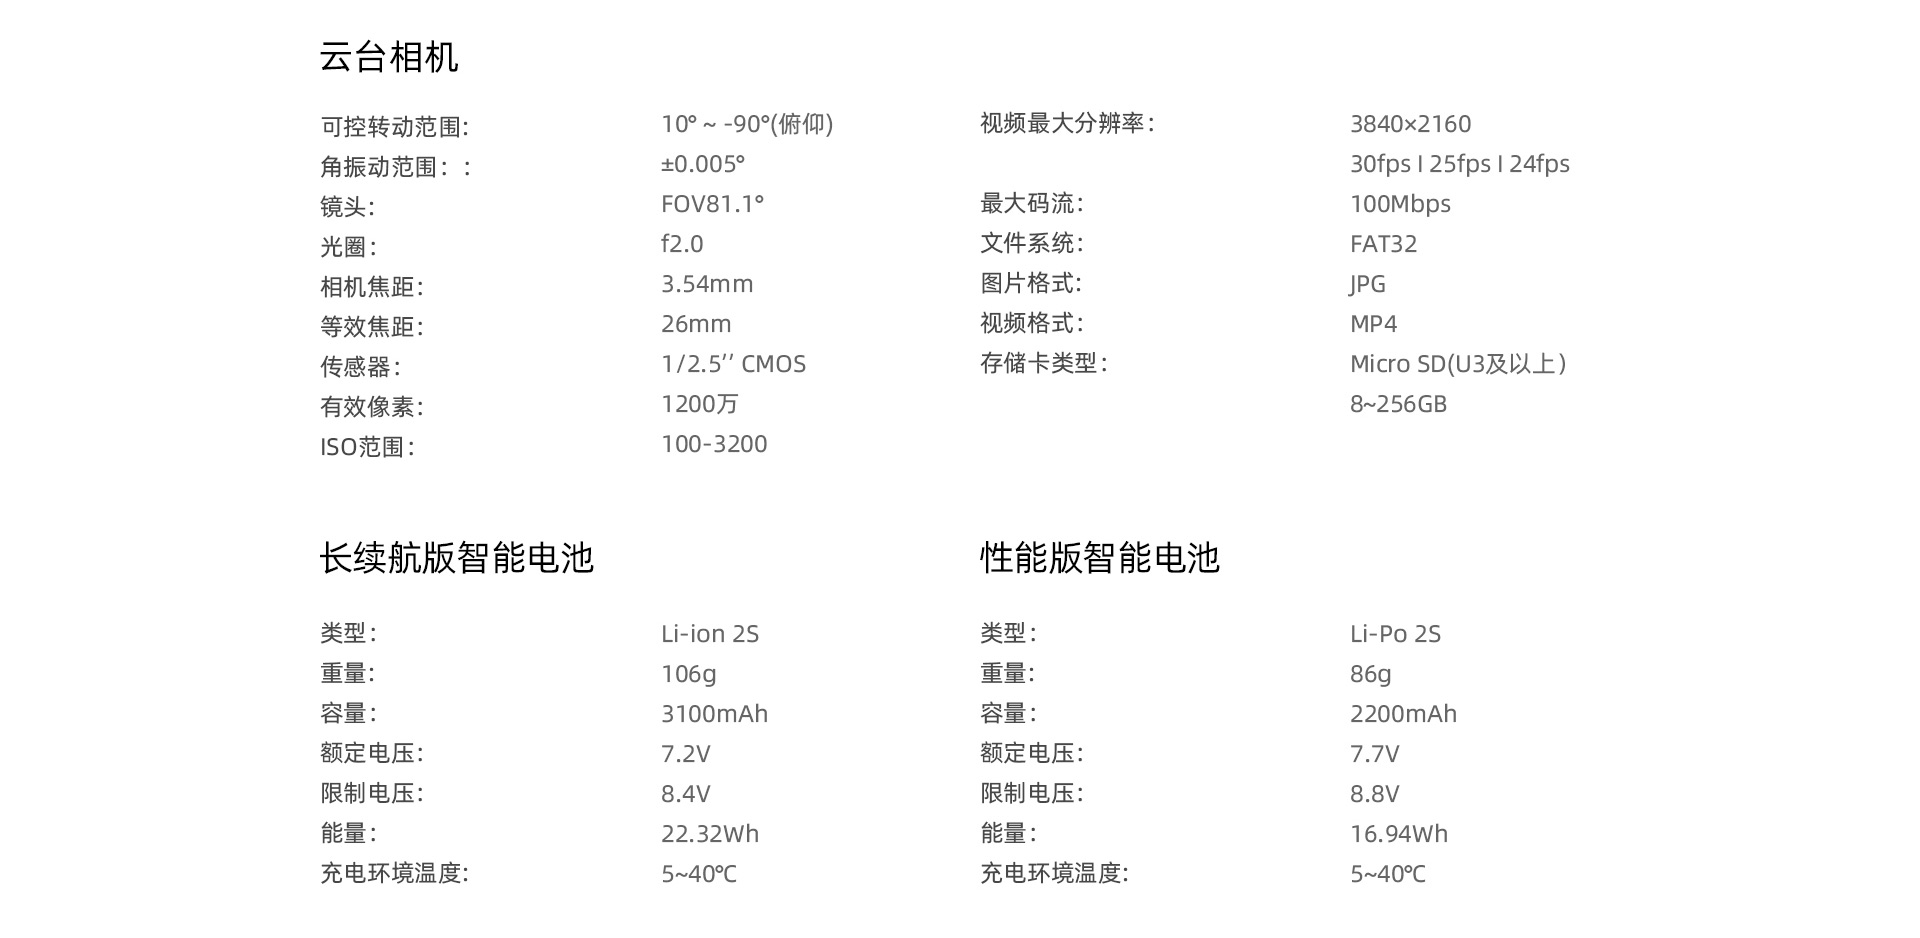 云台相机
可控转动范围: 10° ~ -90°(俯仰)
角振动范围：: ±0.005°
镜头: FOV81.1°
光圈: f2.0
相机焦距: 3.54mm
等效焦距: 26mm
传感器: 1/2.5′′ CMOS
有效像素: 1200万
ISO范围: 100-3200
视频最大分辨率: 3840×2160
30fps I 25fps I 24fps
最大码流: 100Mbps
文件系统: FAT32
图片格式: JPG
视频格式: MP4
存储卡类型: Micro SD(U3及以上)
8~256GB
长续航版智能电池
类型: Li-ion 2S
重量: 106g
容量: 3100mAh
额定电压: 7.2V
限制电压: 8.4V
能量: 22.32Wh
充电环境温度: 5~40℃
性能版智能电池
类型: Li-Po 2S
重量: 86g
容量: 2200mAh
额定电压: 7.7V
限制电压: 8.8V
能量: 16.94Wh
充电环境温度: 5~40℃